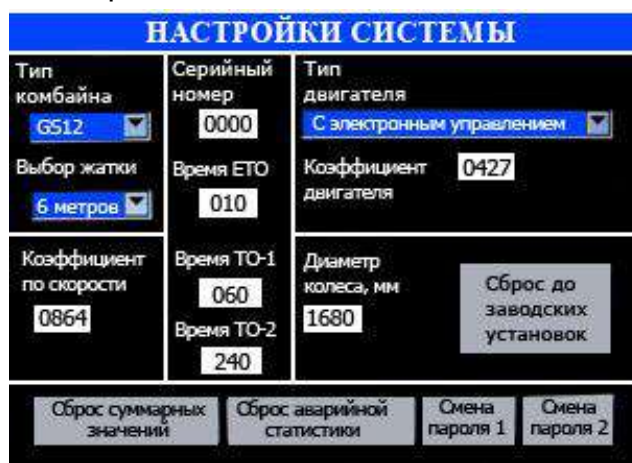 НАСТРОЙКИ СИСТЕМЫ
Тип
комбайна
GS12
Выбор жатки
6 метров
Серийный
номер
0000
Время ЕТО
010
Тип
двигателя
С электронным управлением
Коэффициент
двигателя
0427
Коэффициент
по скорости
0864
Время ТО-1
060
Время ТО-2
240
Диаметр
колеса, мм
1680
Сброс до
заводских
установок
Сброс суммарных
значений
Сброс аварийной
статистики
Смена
пароля 1
Смена
пароля 2